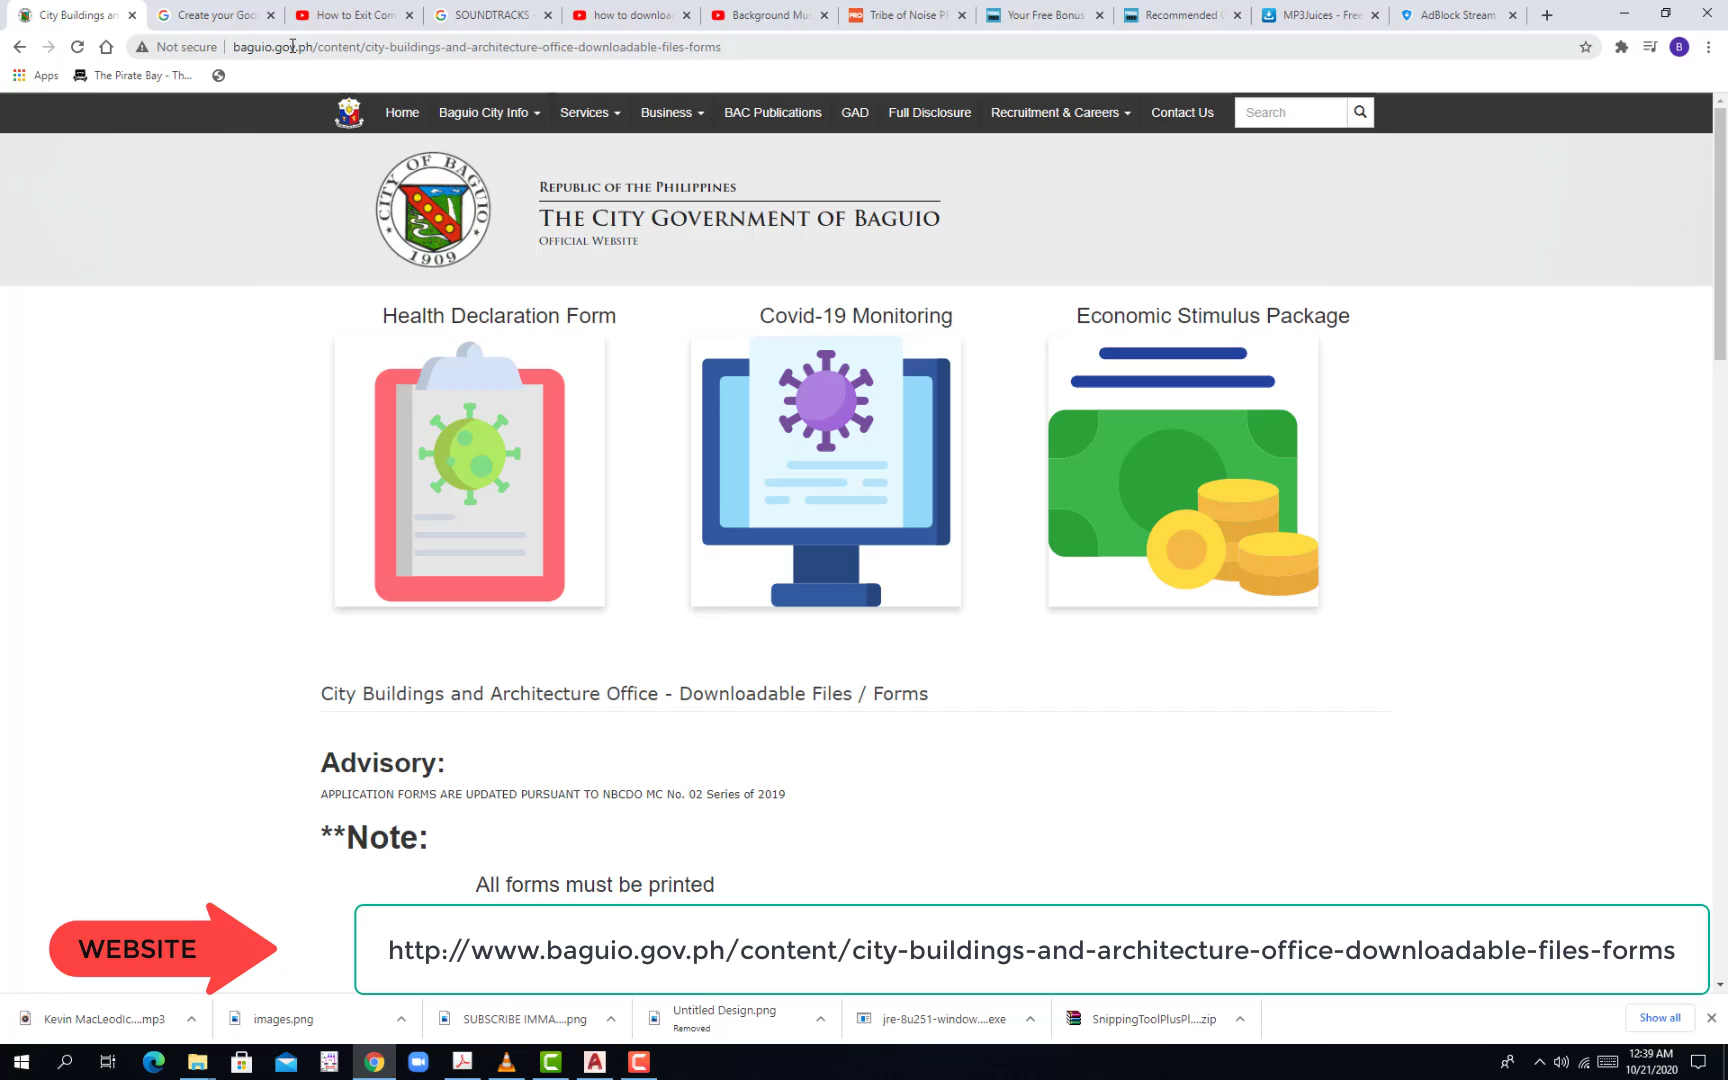 City Buildings an
Create your Goo
How to Exit Com
SOUNDTRACKS -
how to downloa
Background Mu
Tribe of Noise P
Your Free Bonus
Recommended
MP3Juices - Free
AdBlock Stream
Not secure
baguio.gov.ph/content/city-buildings-and-architecture-office-downloadable-files-forms
B
Apps
The Pirate Bay - Th...
Home
Baguio City Info
Services
Business
BAC Publications
GAD
Full Disclosure
Recruitment & Careers
Contact Us
Search
CITY OF BAGUIO
1909
REPUBLIC OF THE PHILIPPINES
THE CITY GOVERNMENT OF BAGUIO
OFFICIAL WEBSITE
Health Declaration Form
Covid-19 Monitoring
Economic Stimulus Package
City Buildings and Architecture Office - Downloadable Files / Forms
Advisory:
APPLICATION FORMS ARE UPDATED PURSUANT TO NBCDO MC No. 02 Series of 2019
**Note:
All forms must be printed
WEBSITE
http://www.baguio.gov.ph/content/city-buildings-and-architecture-office-downloadable-files-forms
Kevin MacLeodIc....mp3
images.png
SUBSCRIBE IMMA....png
Untitled Design.png
Removed
jre-8u251-window....exe
SnippingToolPlusPl....zip
Show all
12:39 AM
10/21/2020